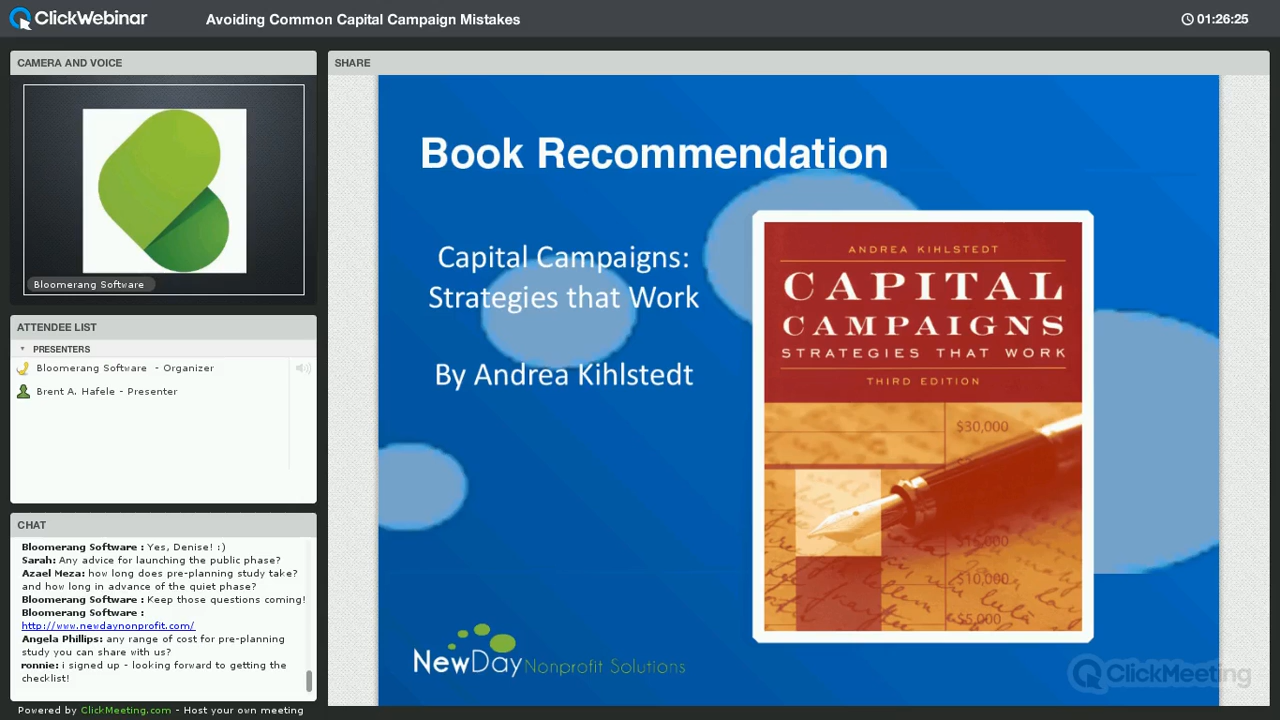 ClickWebinar
Avoiding Common Capital Campaign Mistakes
01:26:25
CAMERA AND VOICE
Bloomerang Software
ATTENDEE LIST
PRESENTERS
Bloomerang Software - Organizer
Brent A. Hafele - Presenter
CHAT
Bloomerang Software : Yes, Denise! :)
Sarah: Any advice for launching the public phase?
Azael Meza: how long does pre-planning study take?
and how long in advance of the quiet phase?
Bloomerang Software : Keep those questions coming!
Bloomerang Software :
http://www.newdaynonprofit.com/
Angela Phillips: any range of cost for pre-planning
study you can share with us?
ronnie: i signed up - looking forward to getting the
checklist!
Powered by ClickMeeting.com - Host your own meeting
SHARE
Book Recommendation
Capital Campaigns:
Strategies that Work
By Andrea Kihlstedt
ANDREA KIHLSTEDT
CAPITAL
CAMPAIGNS
STRATEGIES THAT WORK
THIRD EDITION
$30,000
$15,000
$10,000
$5,000
NewDay Nonprofit Solutions
ClickMeeting